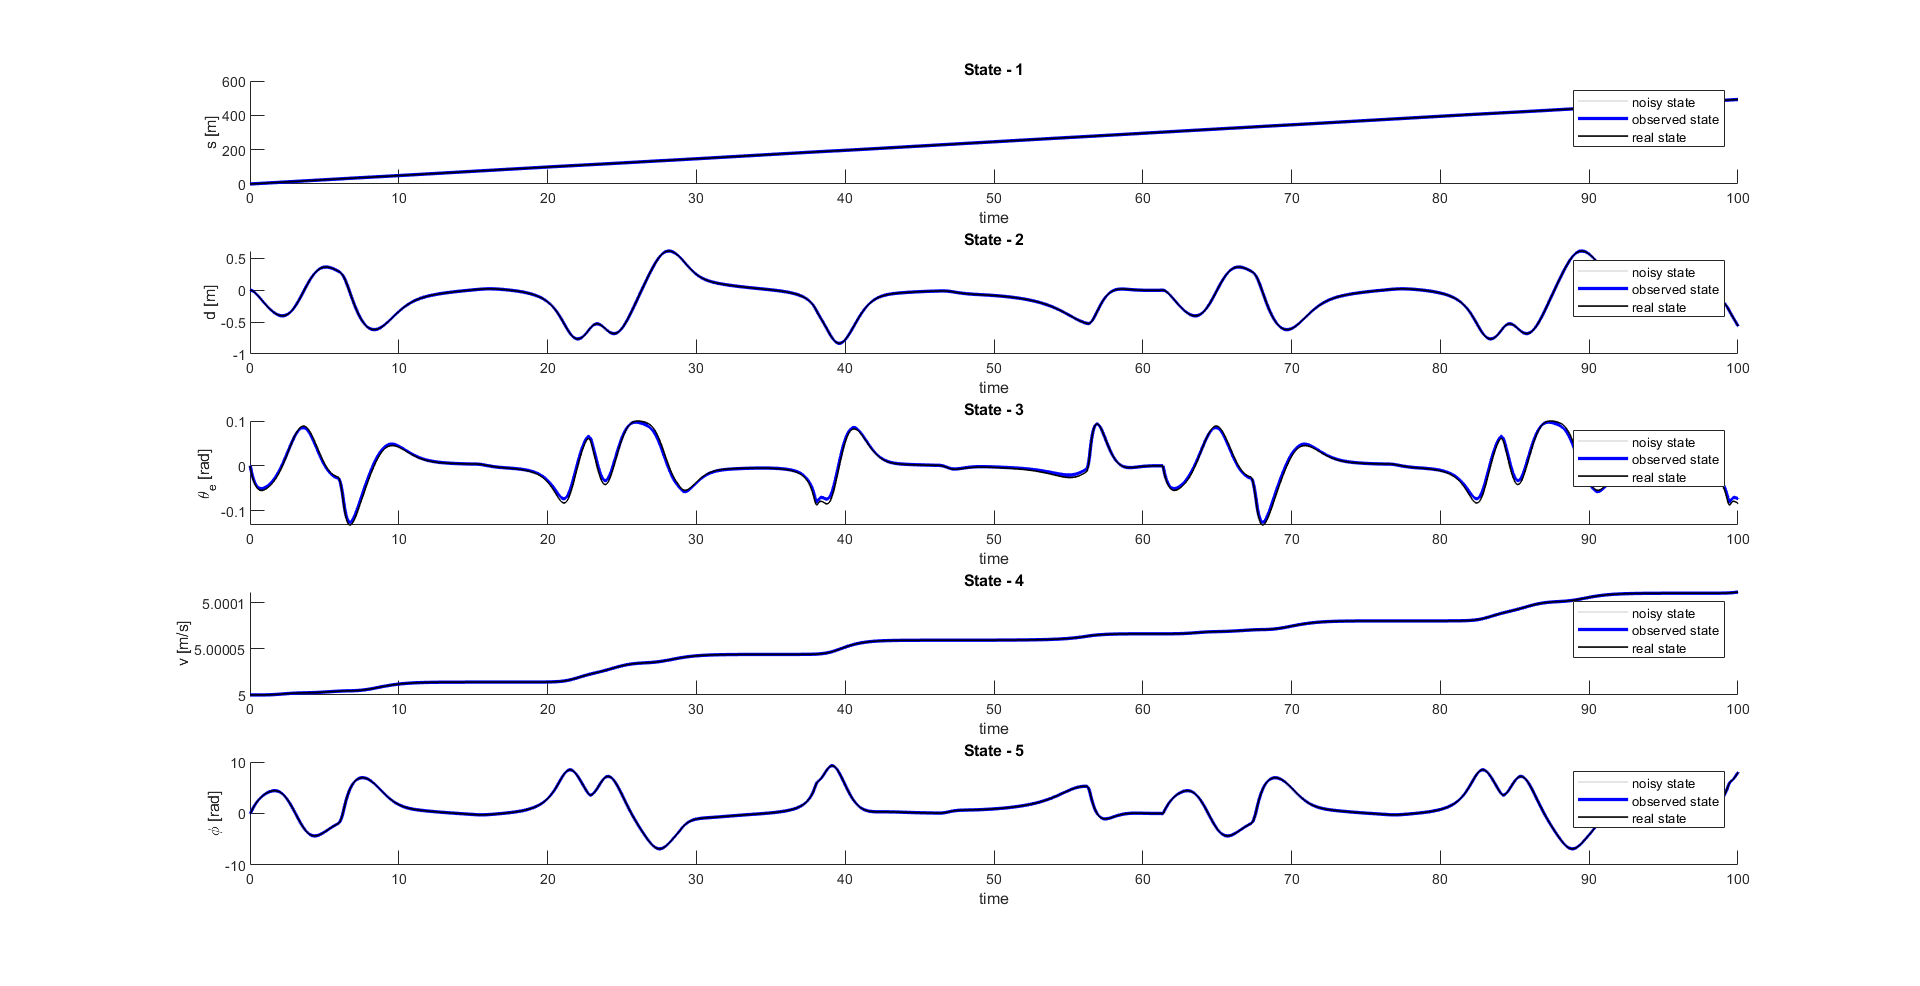 State - 1
600
400
200
0
s [m]
noisy state
observed state
real state
0 10 20 30 40 50 60 70 80 90 100
time
State - 2
0.5
0
-0.5
-1
d [m]
noisy state
observed state
real state
0 10 20 30 40 50 60 70 80 90 100
time
State - 3
0.1
0
-0.1
θe [rad]
noisy state
observed state
real state
0 10 20 30 40 50 60 70 80 90 100
time
State - 4
5.0001
5.00005
5
v [m/s]
noisy state
observed state
real state
0 10 20 30 40 50 60 70 80 90 100
time
State - 5
10
0
-10
ϕ [rad]
noisy state
observed state
real state
0 10 20 30 40 50 60 70 80 90 100
time